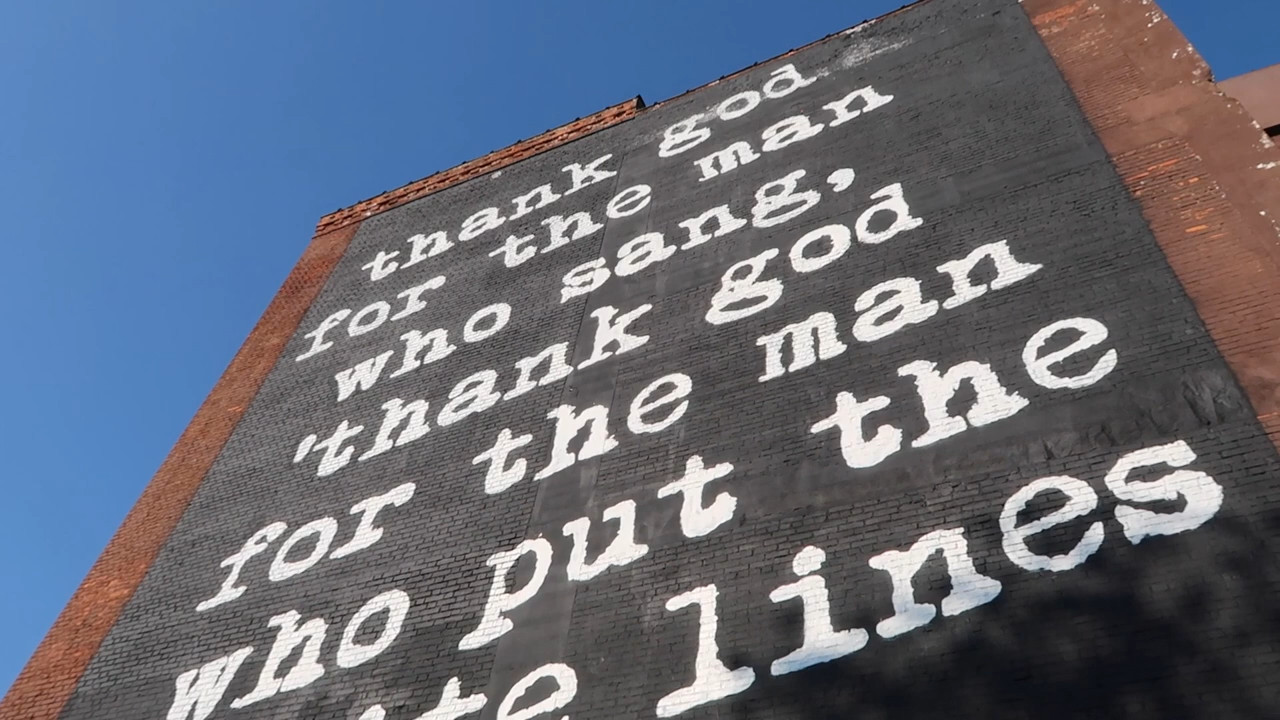 thank god
for the man
who sang,
'thank god
for the man
who put the
lines